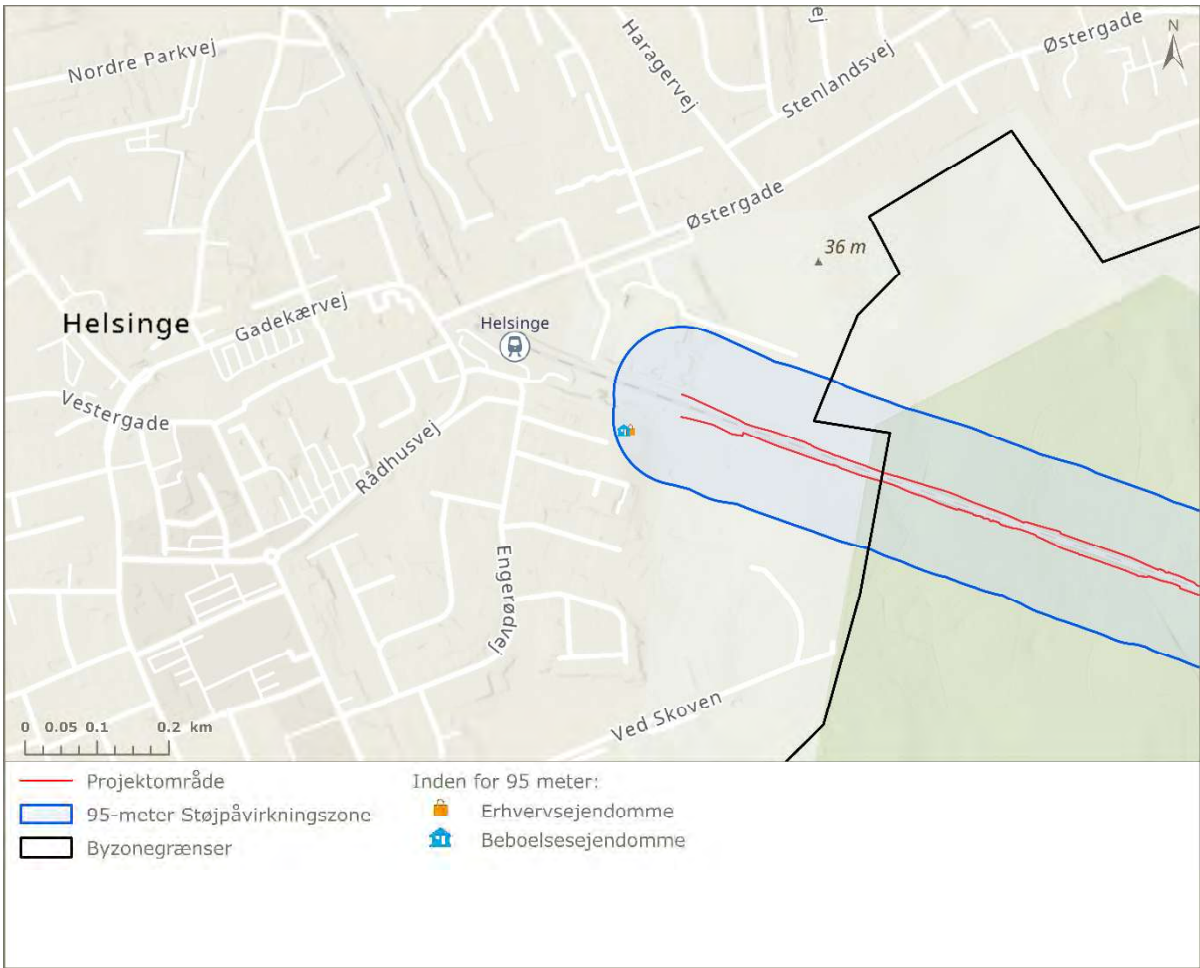 ej
N
Østergade
Haragervej
Nordre Parkvej
Stenlandsvej
Østergade
36 m
Helsinge
Helsinge
Gadekærvej
Vestergade
Rådhusvej
Engerødvej
Ved Skoven
0 0.05 0.1 0.2 km
Projektområde
95-meter Støjpåvirkningszone
Byzonegrænser
Inden for 95 meter:
Erhvervsejendomme
Beboelsesejendomme